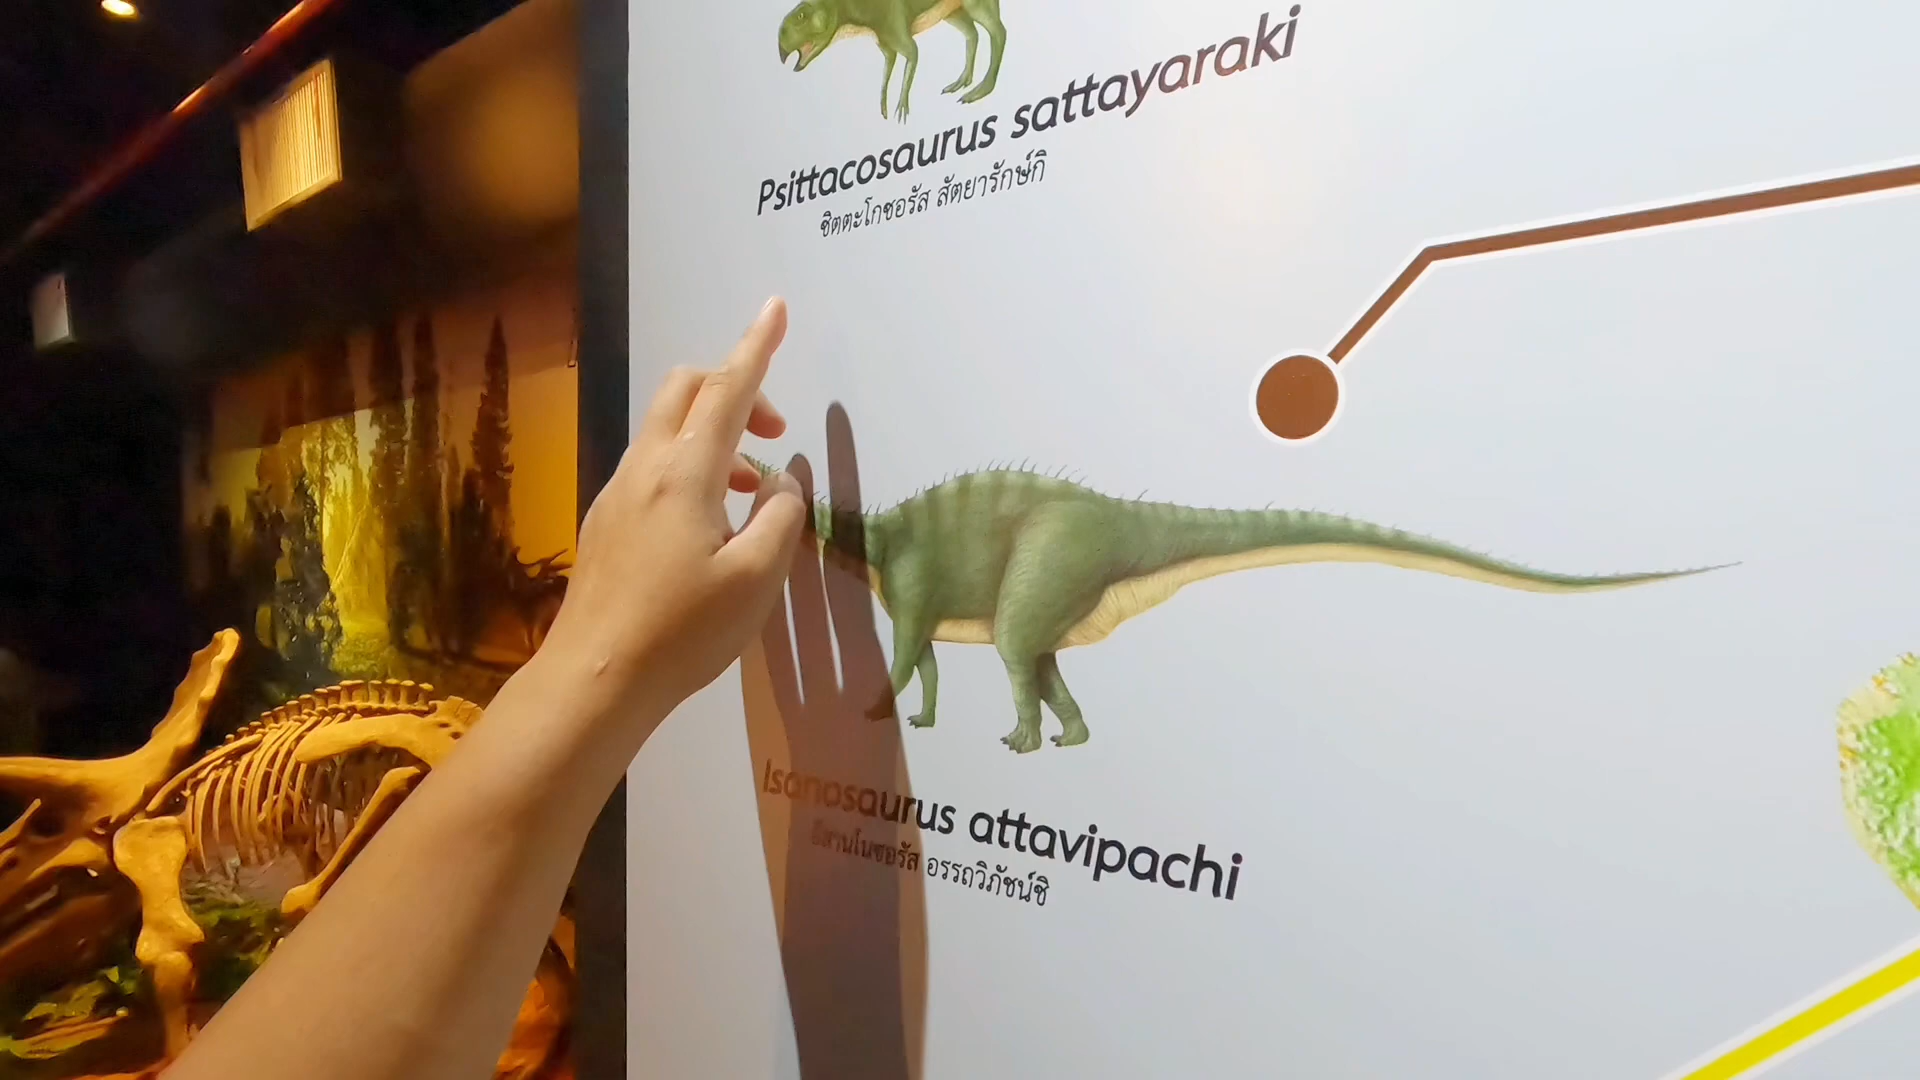 Psittacosaurus sattayaraki
ชิตตะโกซอรัส สัตยารักษ์กิ
Isanosaurus attavipachi
อีสานโนซอรัส อรรถวิภัชน์ชิ